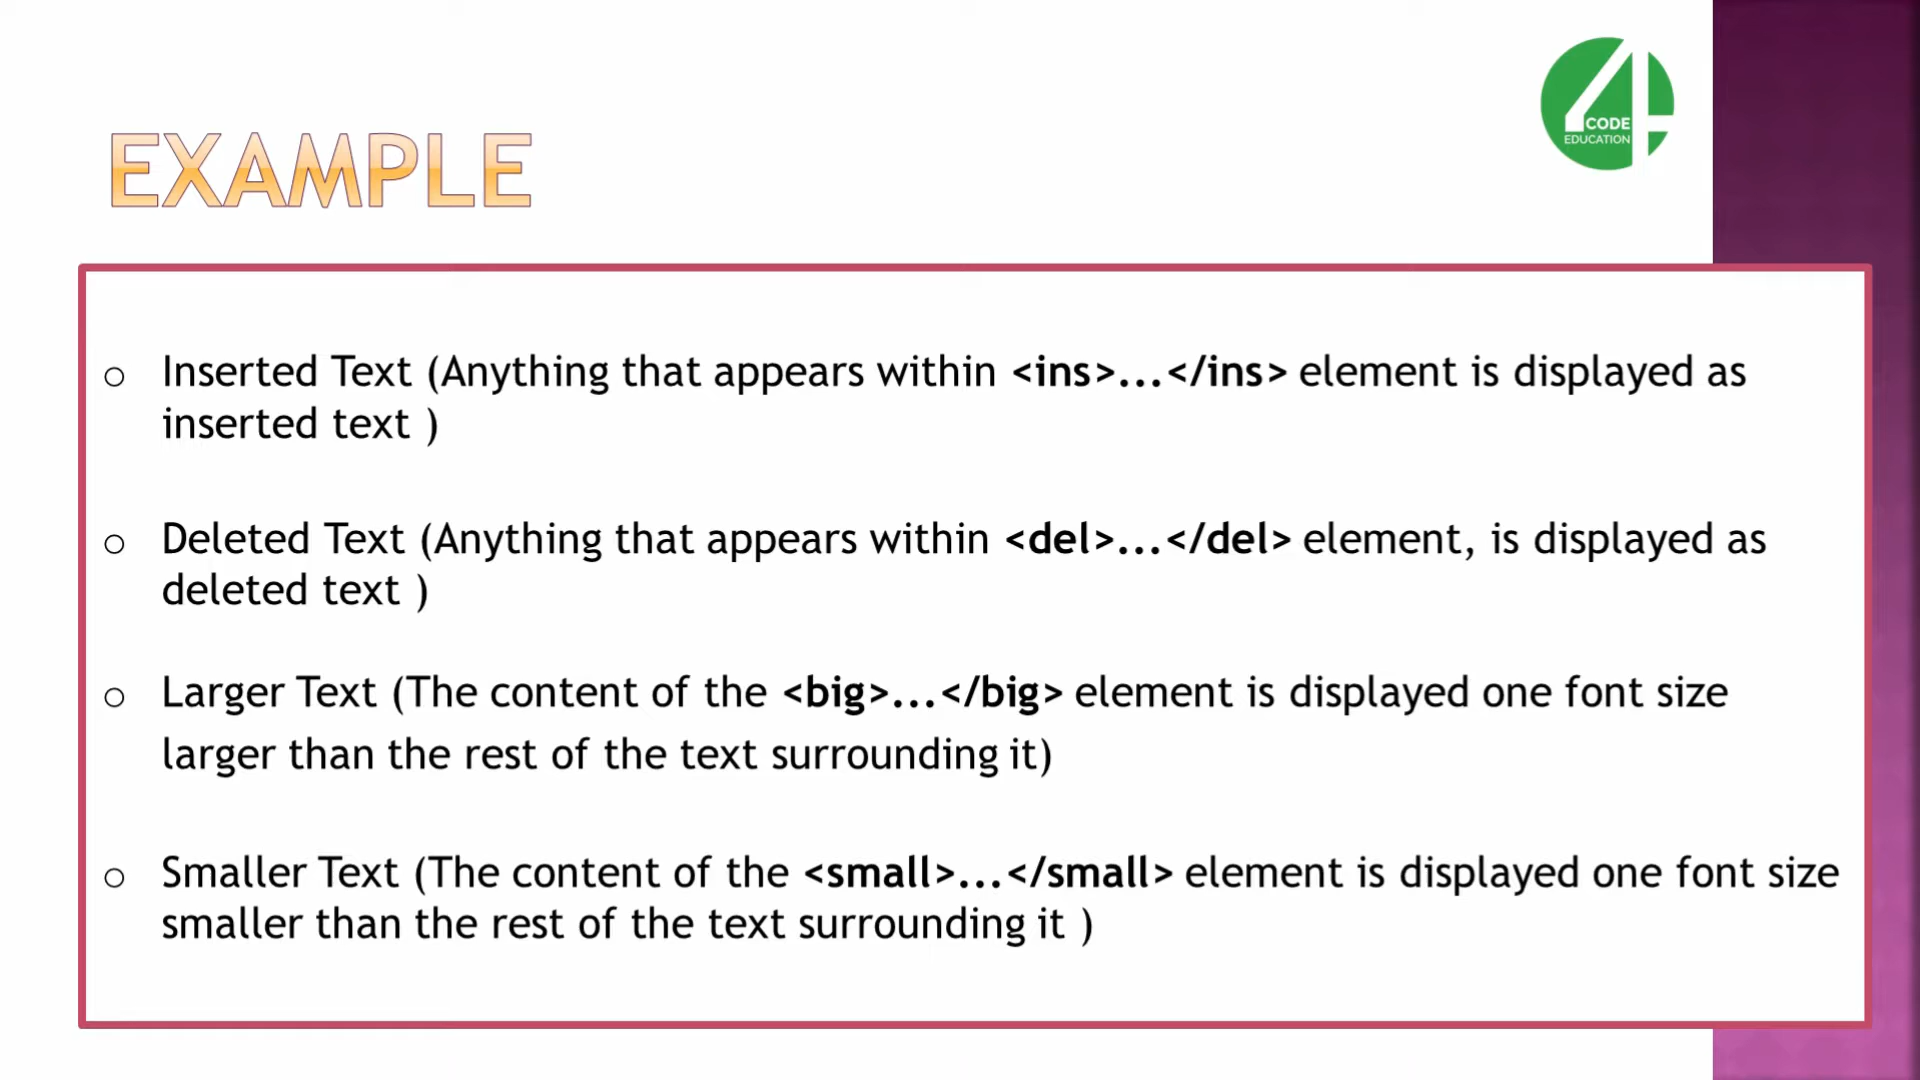 4
CODE
EDUCATION
EXAMPLE
o Inserted Text (Anything that appears within <ins>...</ins> element is displayed as
inserted text )
o Deleted Text (Anything that appears within <del>...</del> element, is displayed as
deleted text )
o Larger Text (The content of the <big>...</big> element is displayed one font size
larger than the rest of the text surrounding it)
o Smaller Text (The content of the <small>...</small> element is displayed one font size
smaller than the rest of the text surrounding it )